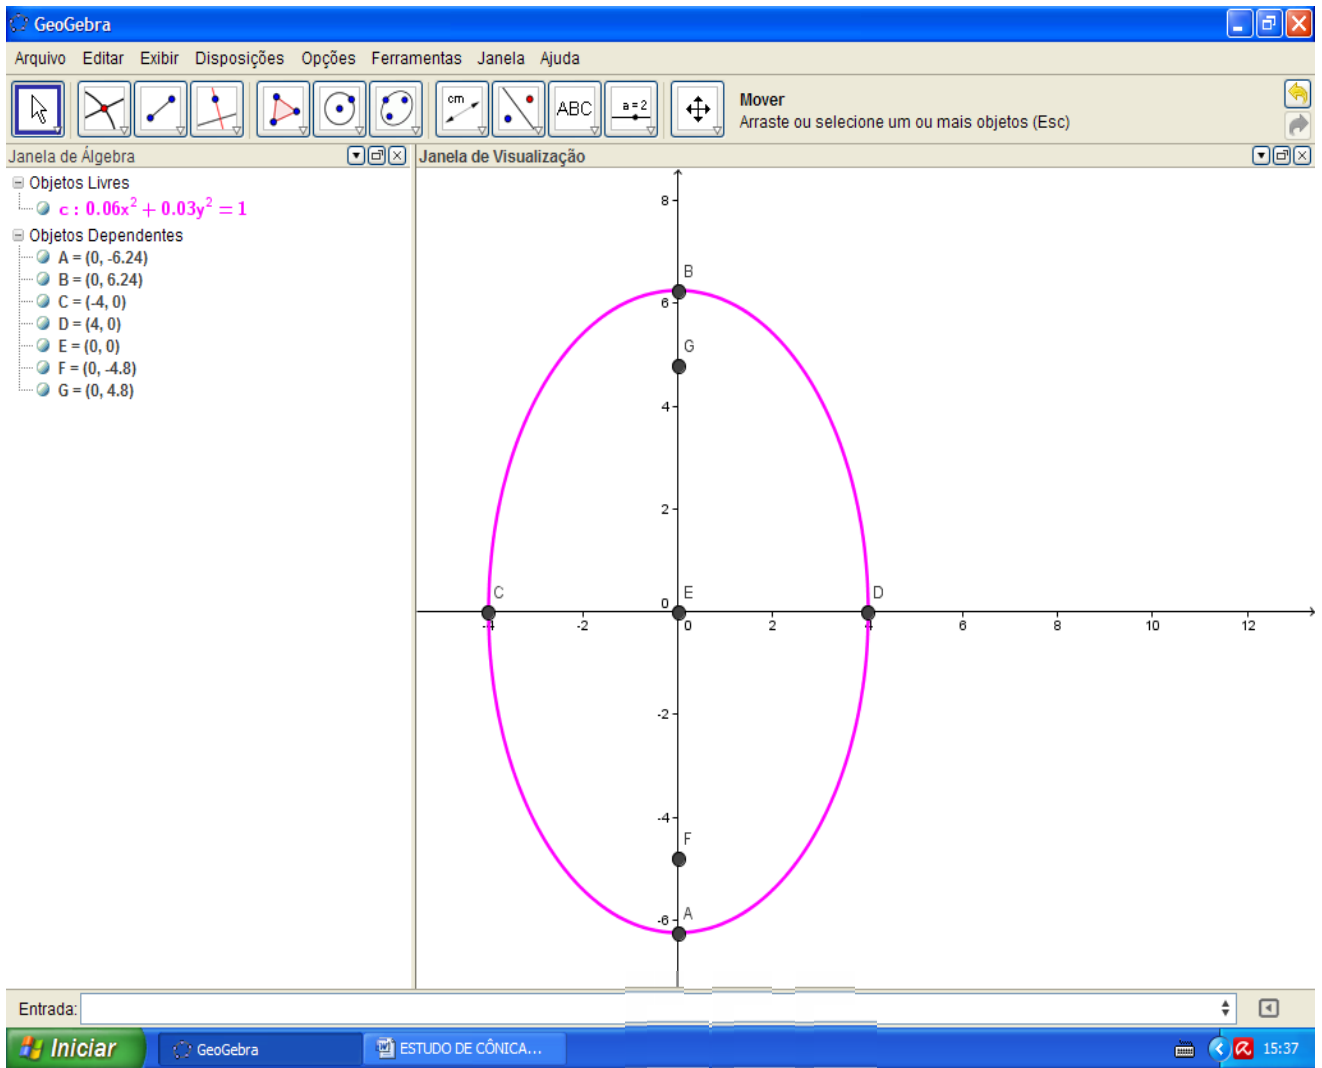 GeoGebra
Arquivo Editar Exibir Disposições Opções Ferramentas Janela Ajuda
cm
ABC
a = 2
Mover
Arraste ou selecione um ou mais objetos (Esc)
Janela de Álgebra
Janela de Visualização
Objetos Livres
c : 0.06x² + 0.03y² = 1
Objetos Dependentes
A = (0, -6.24)
B = (0, 6.24)
C = (-4, 0)
D = (4, 0)
E = (0, 0)
F = (0, -4.8)
G = (0, 4.8)
8
B
6
G
4
2
C
0
E
D
-4 -2 0 2 4 6 8 10 12
-2
-4
F
-6
A
Entrada:
Iniciar
GeoGebra
ESTUDO DE CÔNICA...
15:37